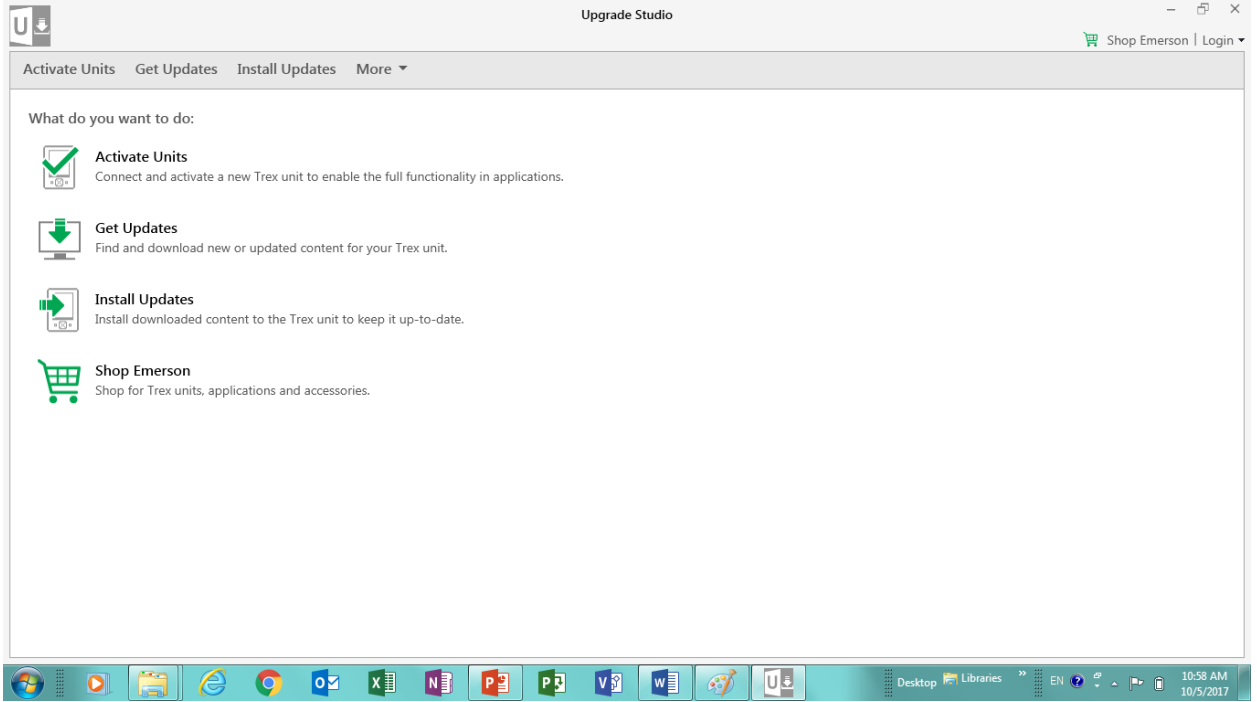 Upgrade Studio
Shop Emerson | Login
Activate Units Get Updates Install Updates More
What do you want to do:
Activate Units
Connect and activate a new Trex unit to enable the full functionality in applications.
Get Updates
Find and download new or updated content for your Trex unit.
Install Updates
Install downloaded content to the Trex unit to keep it up-to-date.
Shop Emerson
Shop for Trex units, applications and accessories.
Desktop Libraries » EN 10:58 AM
10/5/2017